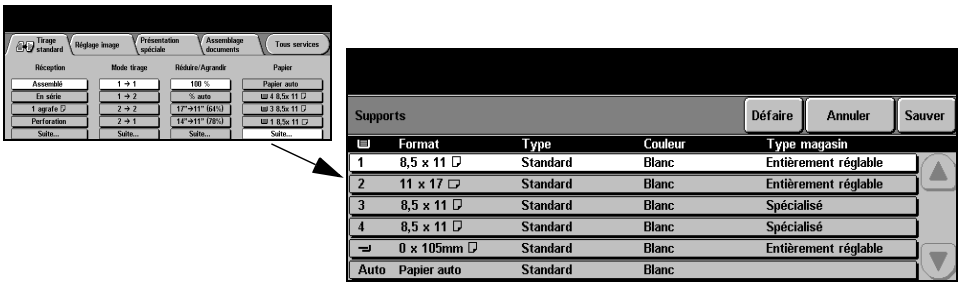 Tirage standard Réglage image Présentation spéciale Assemblage documents Tous services
Réception Mode tirage Réduire/Agrandir Papier
Assemblé 1 → 1 100 % Papier auto
En série 1 → 2 % auto 4 8,5x 11
1 agrafe 2 → 2 17"→11" (64%) 3 8,5x 11
Perforation 2 → 1 14"→11" (78%) 1 8,5x 11
Suite... Suite... Suite... Suite...
Supports Défaire Annuler Sauver
Format Type Couleur Type magasin
1 8,5 x 11 Standard Blanc Entièrement réglable
2 11 x 17 Standard Blanc Entièrement réglable
3 8,5 x 11 Standard Blanc Spécialisé
4 8,5 x 11 Standard Blanc Spécialisé
0 x 105mm Standard Blanc Entièrement réglable
Auto Papier auto Standard Blanc